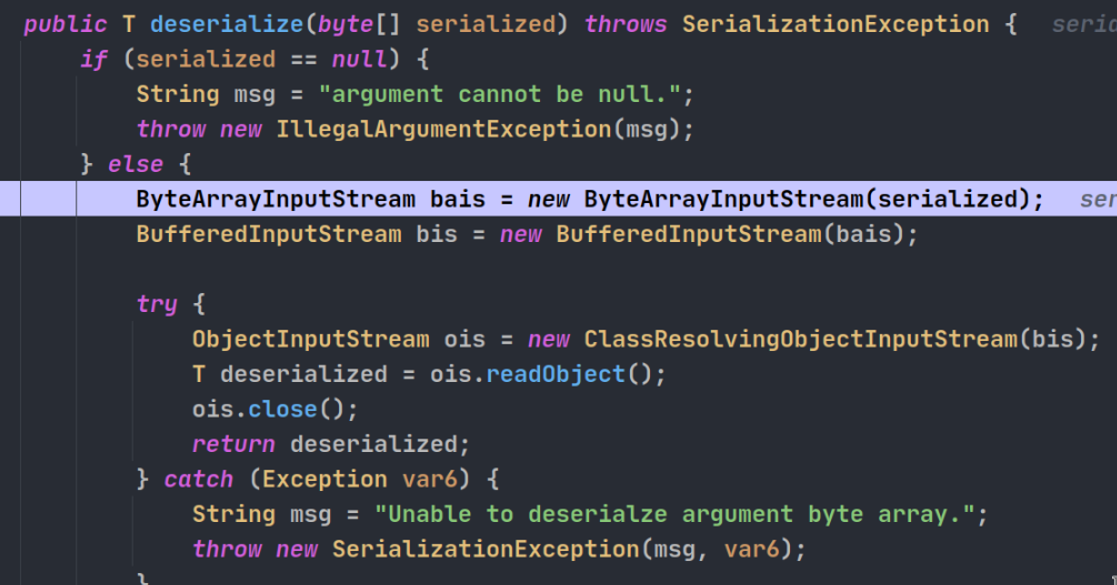 public T deserialize(byte[] serialized) throws SerializationException {
if (serialized == null) {
String msg = "argument cannot be null.";
throw new IllegalArgumentException(msg);
} else {
ByteArrayInputStream bais = new ByteArrayInputStream(serialized);
BufferedInputStream bis = new BufferedInputStream(bais);
try {
ObjectInputStream ois = new ClassResolvingObjectInputStream(bis);
T deserialized = ois.readObject();
ois.close();
return deserialized;
} catch (Exception var6) {
String msg = "Unable to deserialze argument byte array.";
throw new SerializationException(msg, var6);
}